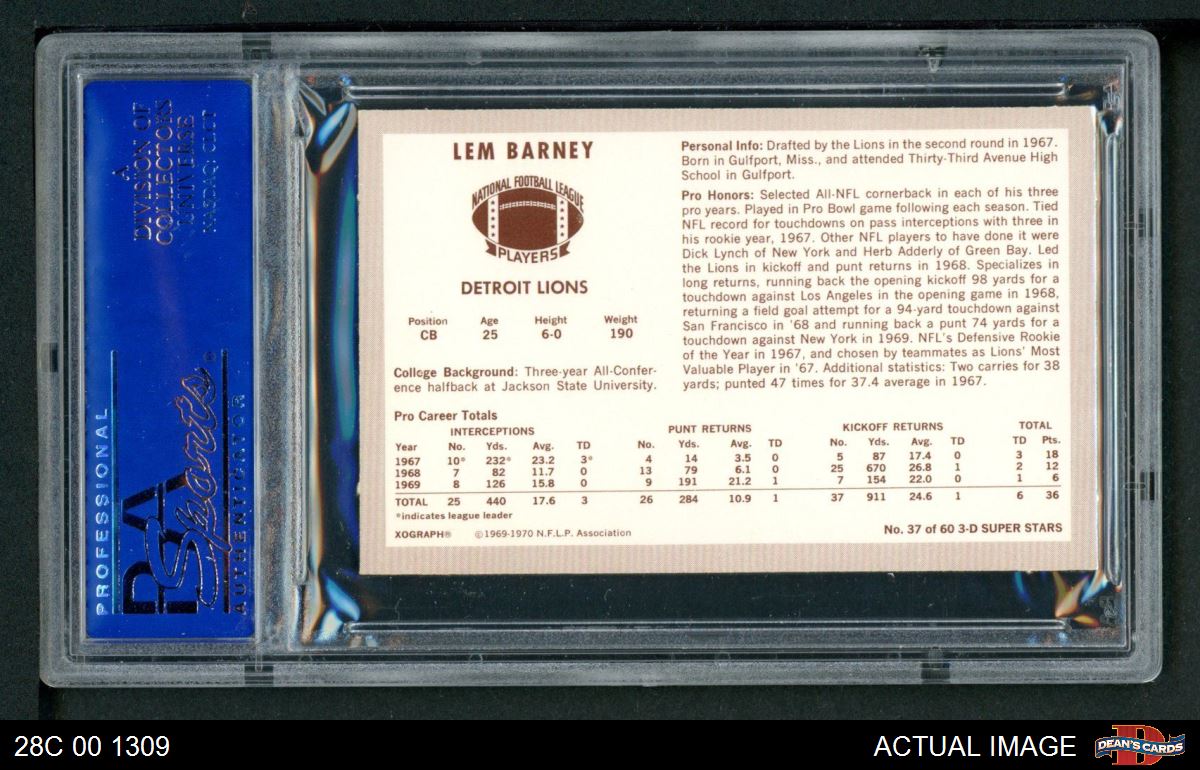 A
DIVISION OF
COLLECTORS
UNIVERSE
NASDAQ: CLCT
PROFESSIONAL
PSA
Sports
®
AUTHENTICATOR
LEM BARNEY
NATIONAL FOOTBALL LEAGUE
PLAYERS
DETROIT LIONS
Position Age Height Weight
CB 25 6-0 190
College Background: Three-year All-Confer-
ence halfback at Jackson State University.
Personal Info: Drafted by the Lions in the second round in 1967.
Born in Gulfport, Miss., and attended Thirty-Third Avenue High
School in Gulfport.
Pro Honors: Selected All-NFL cornerback in each of his three
pro years. Played in Pro Bowl game following each season. Tied
NFL record for touchdowns on pass interceptions with three in
his rookie year, 1967. Other NFL players to have done it were
Dick Lynch of New York and Herb Adderly of Green Bay. Led
the Lions in kickoff and punt returns in 1968. Specializes in
long returns, running back the opening kickoff 98 yards for a
touchdown against Los Angeles in the opening game in 1968,
returning a field goal attempt for a 94-yard touchdown against
San Francisco in '68 and running back a punt 74 yards for a
touchdown against New York in 1969. NFL's Defensive Rookie
of the Year in 1967, and chosen by teammates as Lions' Most
Valuable Player in '67. Additional statistics: Two carries for 38
yards; punted 47 times for 37.4 average in 1967.
Pro Career Totals
INTERCEPTIONS PUNT RETURNS KICKOFF RETURNS TOTAL
Year No. Yds. Avg. TD No. Yds. Avg. TD No. Yds. Avg. TD TD Pts.
1967 10* 232* 23.2 3* 4 14 3.5 0 5 87 17.4 0 3 18
1968 7 82 11.7 0 13 79 6.1 0 25 670 26.8 1 2 12
1969 8 126 15.8 0 9 191 21.2 1 7 154 22.0 0 1 6
TOTAL 25 440 17.6 3 26 284 10.9 1 37 911 24.6 1 6 36
*indicates league leader
XOGRAPH® ©1969-1970 N.F.L.P. Association No. 37 of 60 3-D SUPER STARS
28C 00 1309
ACTUAL IMAGE
DEAN'S CARDS